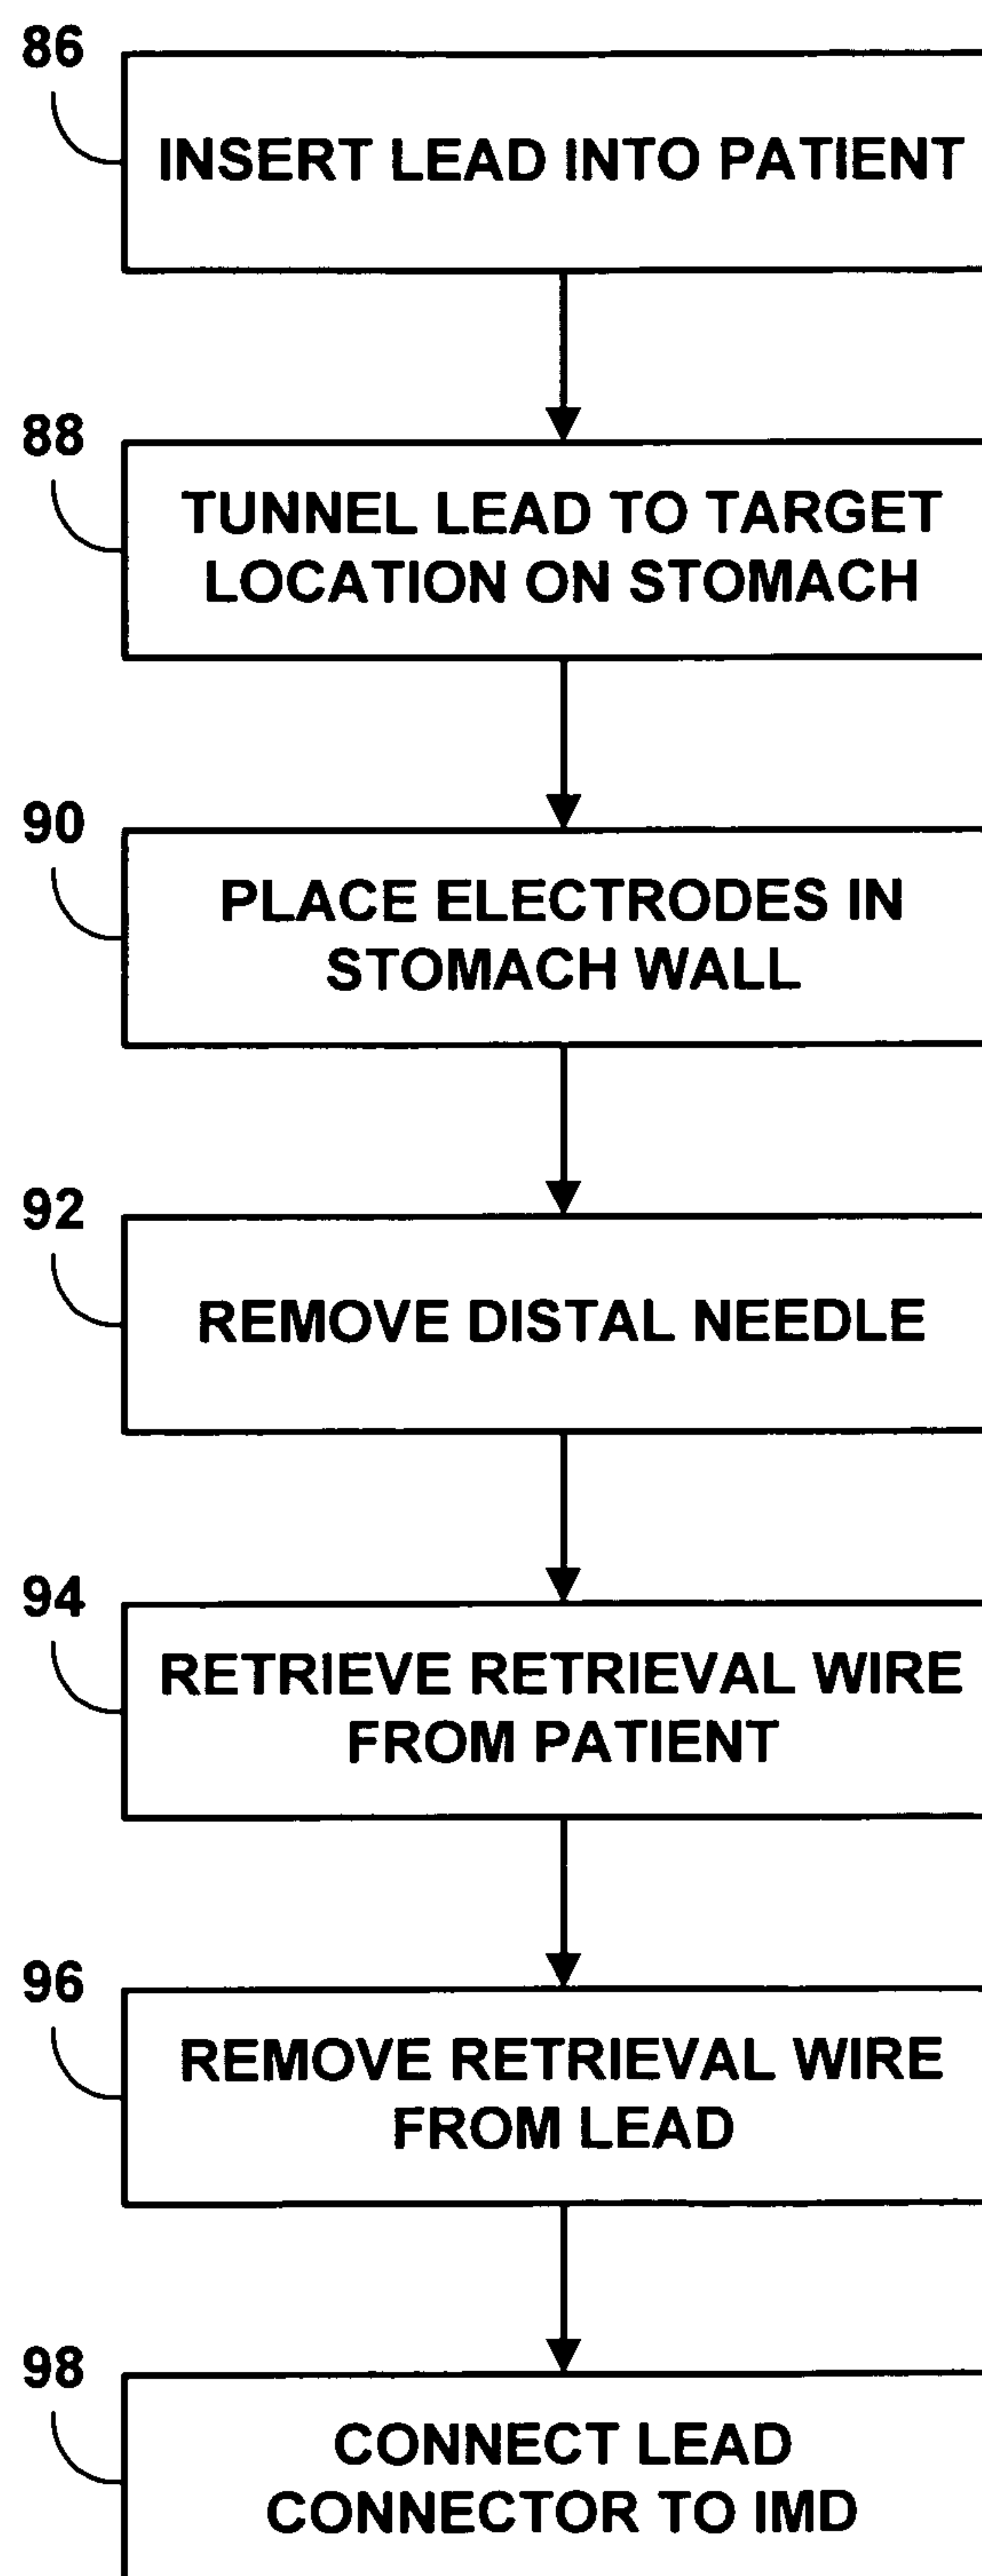 86
INSERT LEAD INTO PATIENT
88
TUNNEL LEAD TO TARGET
LOCATION ON STOMACH
90
PLACE ELECTRODES IN
STOMACH WALL
92
REMOVE DISTAL NEEDLE
94
RETRIEVE RETRIEVAL WIRE
FROM PATIENT
96
REMOVE RETRIEVAL WIRE
FROM LEAD
98
CONNECT LEAD
CONNECTOR TO IMD